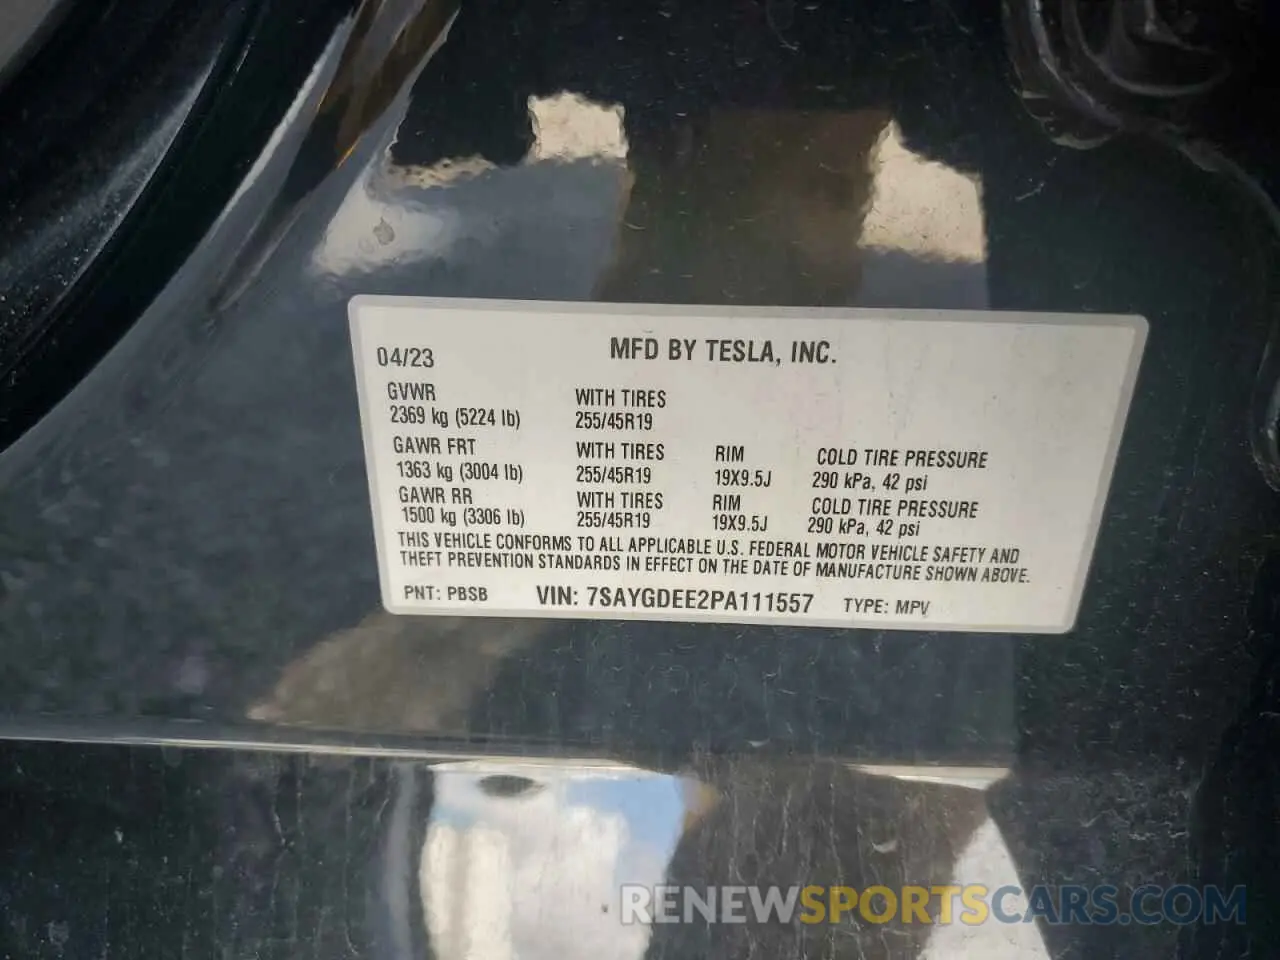 MFD BY TESLA, INC.
04/23
GVWR
2369 kg (5224 lb)
WITH TIRES
255/45R19
GAWR FRT
1363 kg (3004 lb)
WITH TIRES
255/45R19
RIM
19X9.5J
COLD TIRE PRESSURE
290 kPa, 42 psi
GAWR RR
1500 kg (3306 lb)
WITH TIRES
255/45R19
RIM
19X9.5J
COLD TIRE PRESSURE
290 kPa, 42 psi
THIS VEHICLE CONFORMS TO ALL APPLICABLE U.S. FEDERAL MOTOR VEHICLE SAFETY AND
THEFT PREVENTION STANDARDS IN EFFECT ON THE DATE OF MANUFACTURE SHOWN ABOVE.
PNT: PBSB VIN: 7SAYGDEE2PA111557 TYPE: MPV
RENEWSPORTSCARS.COM